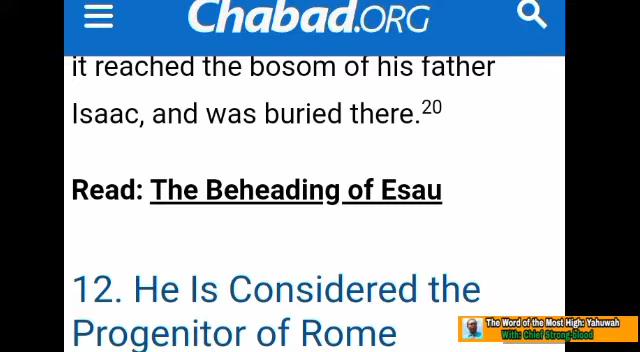 Chabad.ORG
it reached the bosom of his father
Isaac, and was buried there.20
Read: The Beheading of Esau
12. He Is Considered the
Progenitor of Rome
The Word of the Most High: Yahuwah
With: Chief Strong-blood